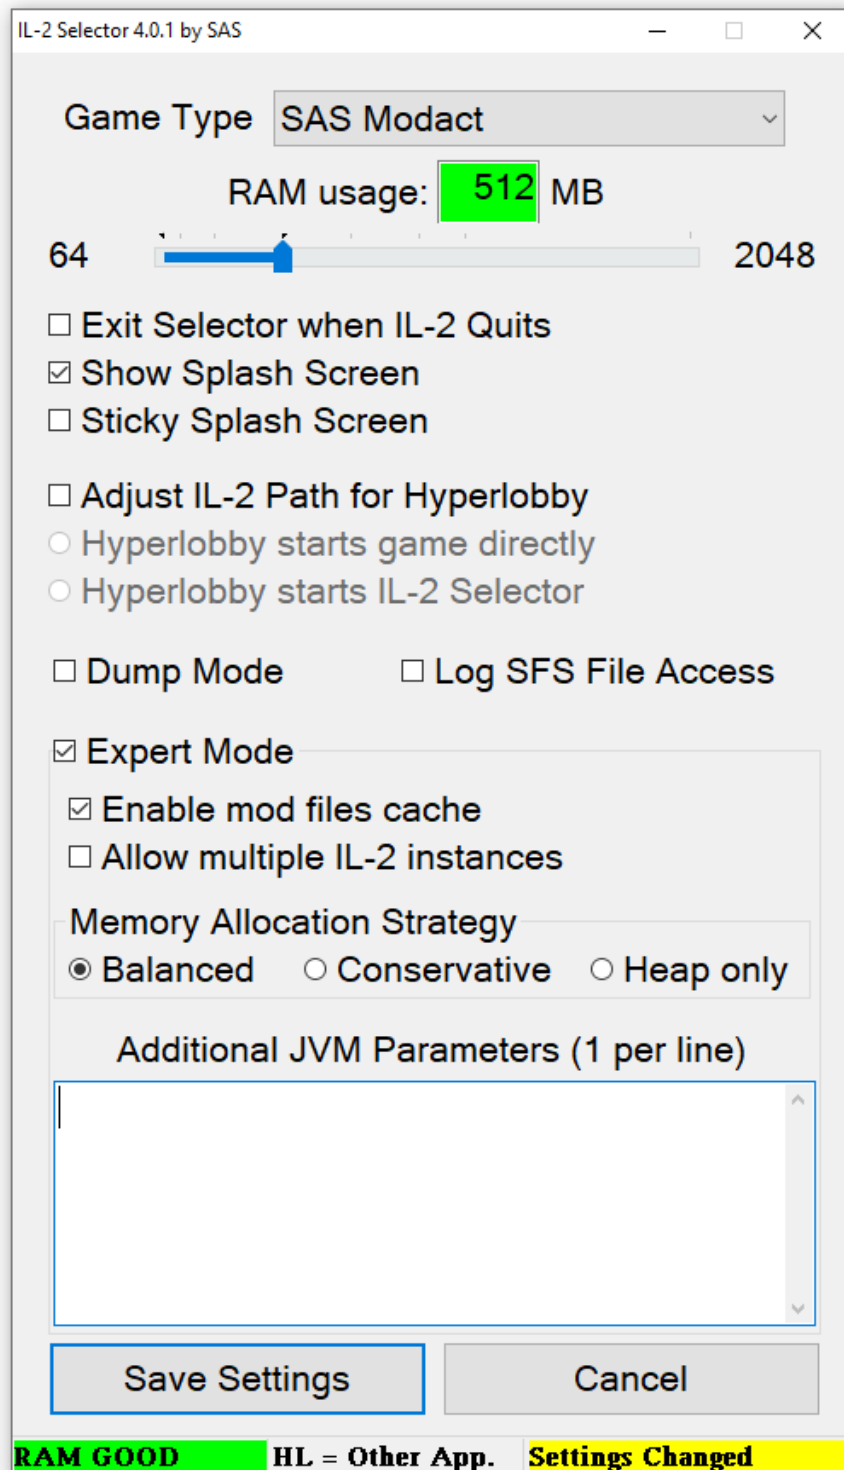 IL-2 Selector 4.0.1 by SAS
Game Type SAS Modact
RAM usage: 512 MB
64 2048
Exit Selector when IL-2 Quits
Show Splash Screen
Sticky Splash Screen
Adjust IL-2 Path for Hyperlobby
Hyperlobby starts game directly
Hyperlobby starts IL-2 Selector
Dump Mode Log SFS File Access
Expert Mode
Enable mod files cache
Allow multiple IL-2 instances
Memory Allocation Strategy
Balanced Conservative Heap only
Additional JVM Parameters (1 per line)
Save Settings Cancel
RAM GOOD HL = Other App. Settings Changed